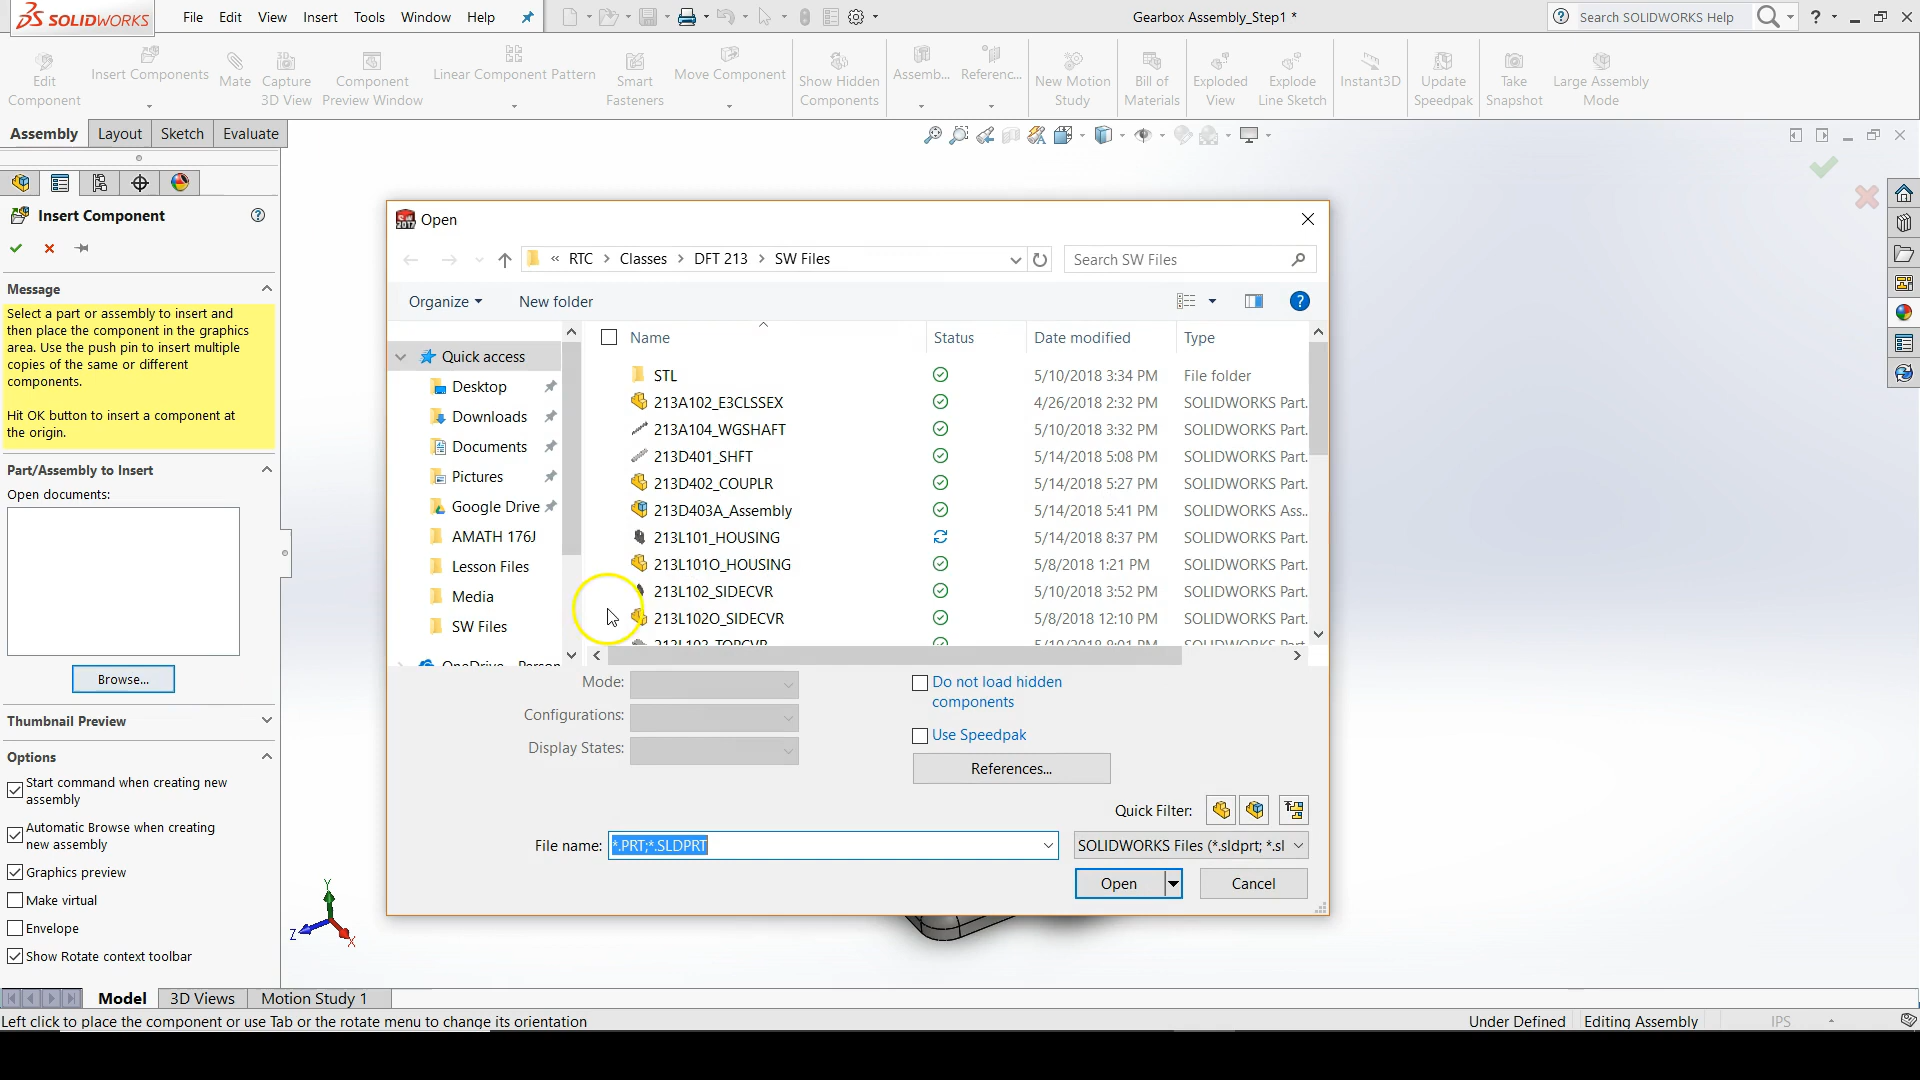 SOLIDWORKS File Edit View Insert Tools Window Help Gearbox Assembly_Step1 * Search SOLIDWORKS Help
Edit Component
Insert Components
Mate
Capture 3D View
Component Preview Window
Linear Component Pattern
Smart Fasteners
Move Component
Show Hidden Components
Assemb...
Referenc...
New Motion Study
Bill of Materials
Exploded View
Explode Line Sketch
Instant3D
Update Speedpak
Take Snapshot
Large Assembly Mode
Assembly Layout Sketch Evaluate
Insert Component
Message
Select a part or assembly to insert and
then place the component in the graphics
area. Use the push pin to insert multiple
copies of the same or different
components.
Hit OK button to insert a component at
the origin.
Part/Assembly to Insert
Open documents:
Browse...
Thumbnail Preview
Options
Start command when creating new
assembly
Automatic Browse when creating
new assembly
Graphics preview
Make virtual
Envelope
Show Rotate context toolbar
Open
« RTC > Classes > DFT 213 > SW Files
Search SW Files
Organize New folder
Quick access
Desktop
Downloads
Documents
Pictures
Google Drive
AMATH 176J
Lesson Files
Media
SW Files
OneDrive - Person
Name Status Date modified Type
STL 5/10/2018 3:34 PM File folder
213A102_E3CLSSEX 4/26/2018 2:32 PM SOLIDWORKS Part.
213A104_WGSHAFT 5/10/2018 3:32 PM SOLIDWORKS Part.
213D401_SHFT 5/14/2018 5:08 PM SOLIDWORKS Part.
213D402_COUPLR 5/14/2018 5:27 PM SOLIDWORKS Part.
213D403A_Assembly 5/14/2018 5:41 PM SOLIDWORKS Ass..
213L101_HOUSING 5/14/2018 8:37 PM SOLIDWORKS Part.
213L101O_HOUSING 5/8/2018 1:21 PM SOLIDWORKS Part.
213L102_SIDECVR 5/10/2018 3:52 PM SOLIDWORKS Part.
213L102O_SIDECVR 5/8/2018 12:10 PM SOLIDWORKS Part.
213L103_TOPCVR 5/10/2018 8:01 PM SOLIDWORKS Part.
Mode:
Configurations:
Display States:
Do not load hidden
components
Use Speedpak
References...
Quick Filter:
File name: *.PRT;*.SLDPRT SOLIDWORKS Files (*.sldprt; *.sl
Open Cancel
Y
Z
X
Model 3D Views Motion Study 1
Left click to place the component or use Tab or the rotate menu to change its orientation Under Defined Editing Assembly IPS